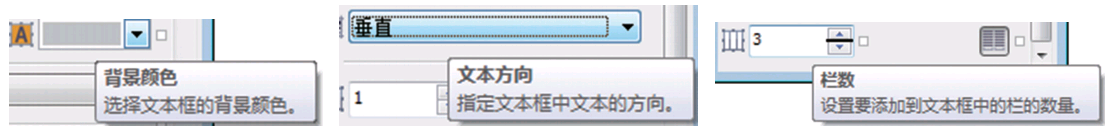 A
背景颜色
选择文本框的背景颜色。
垂直
1
文本方向
指定文本框中文本的方向。
3
栏数
设置要添加到文本框中的栏的数量。